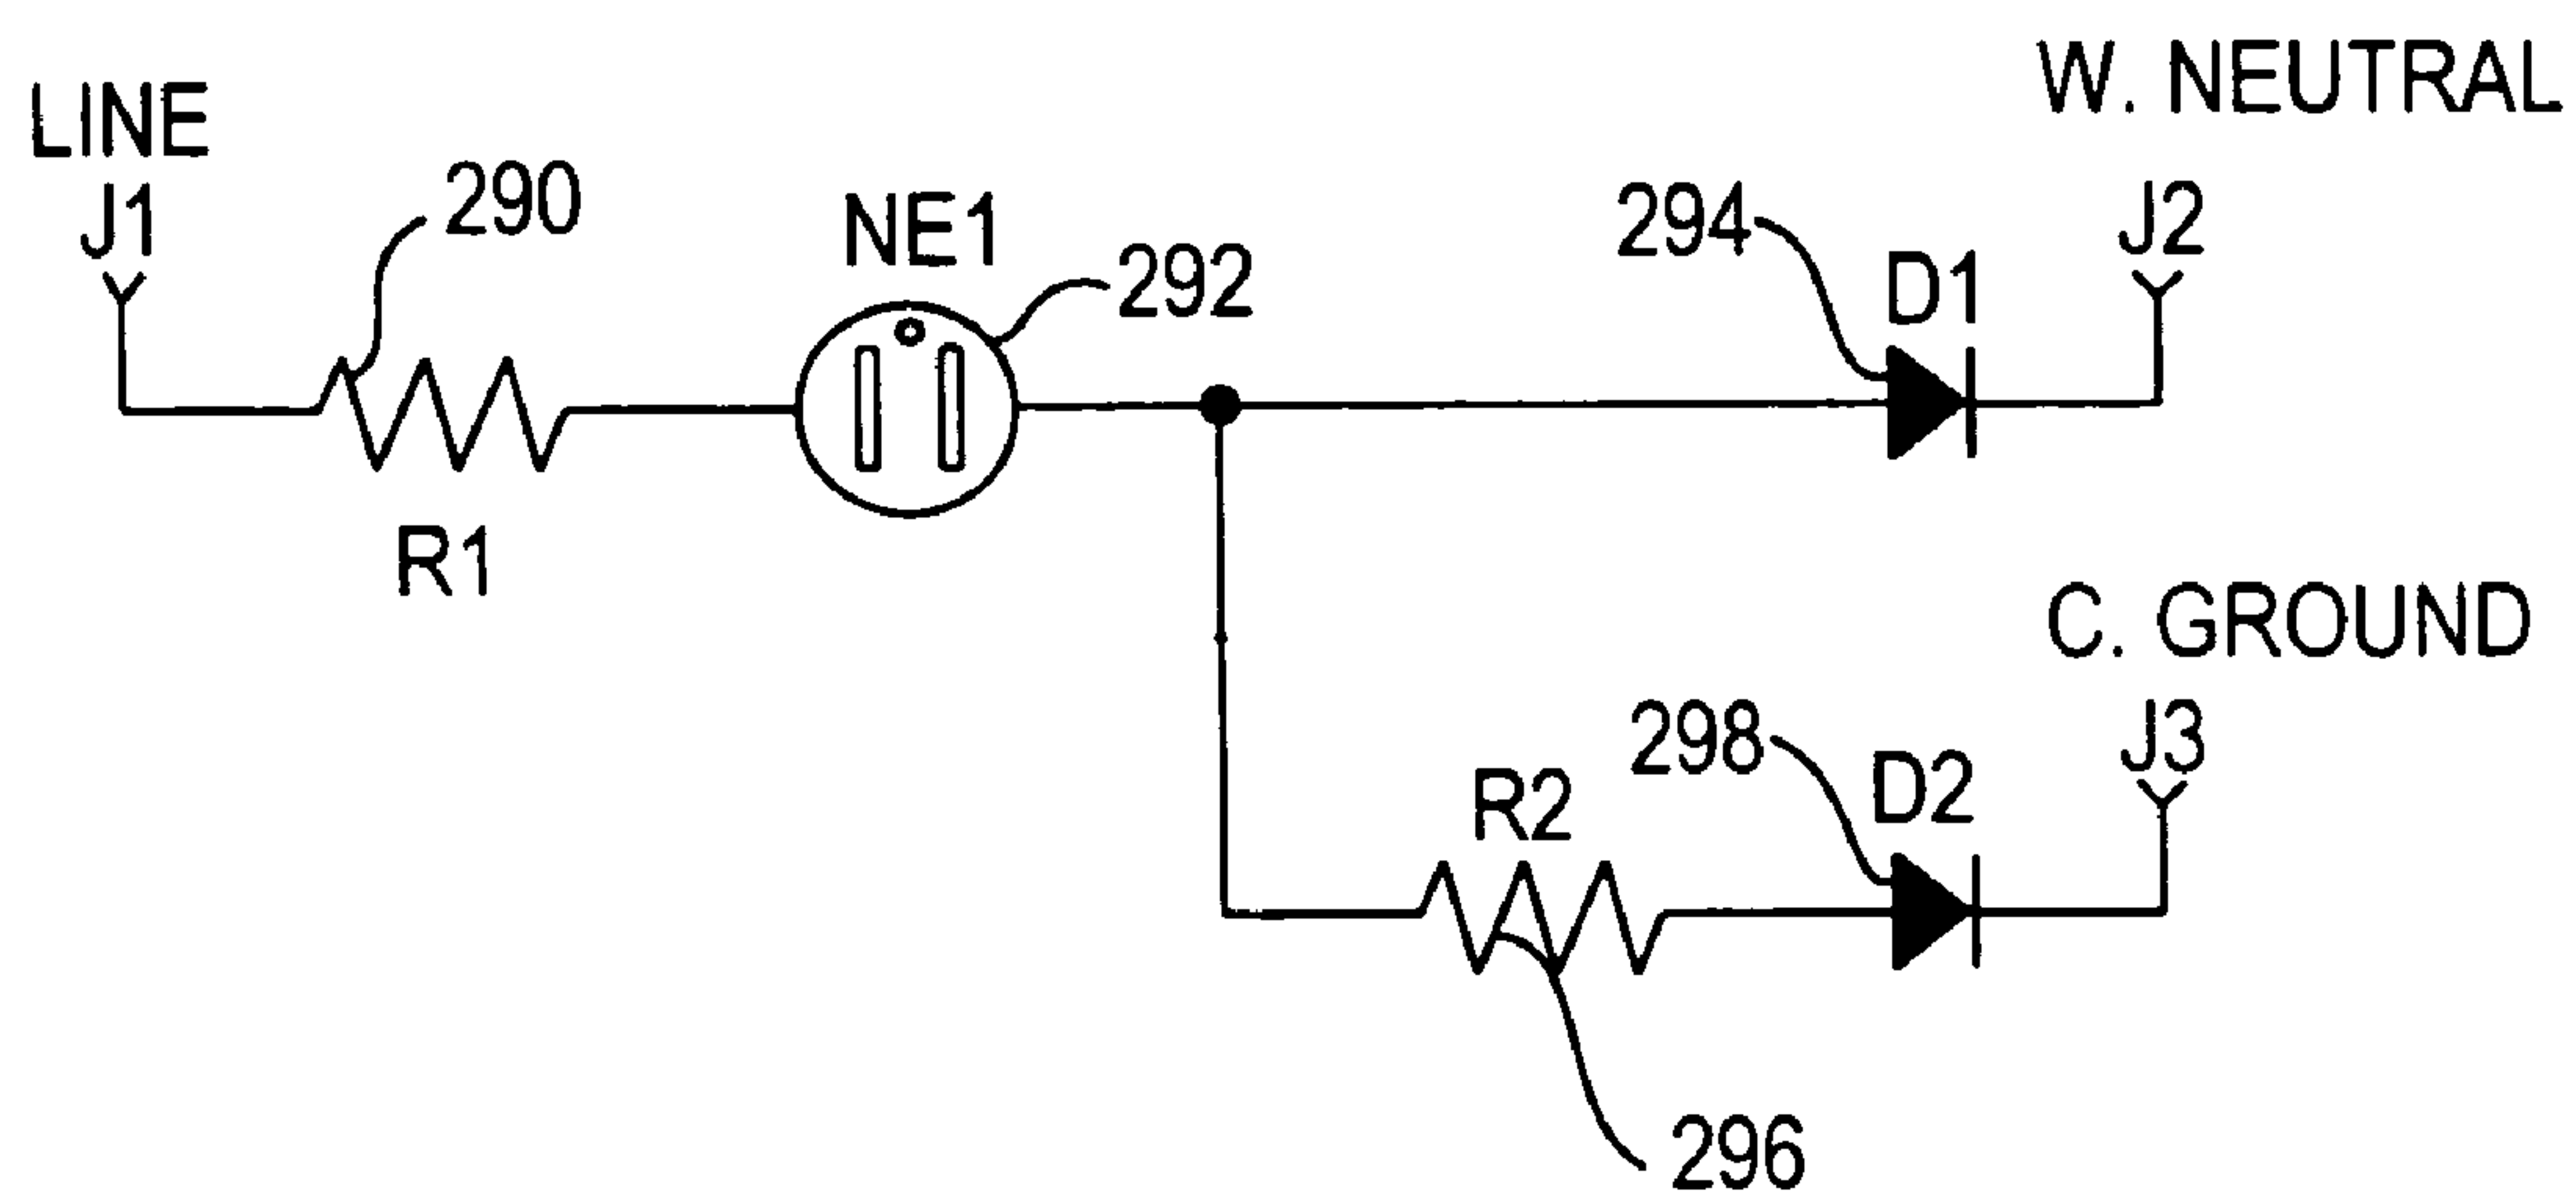 W. NEUTRAL
LINE
J1
290
NE1
292
294
D1
J2
R1
C. GROUND
298
D2
J3
R2
296